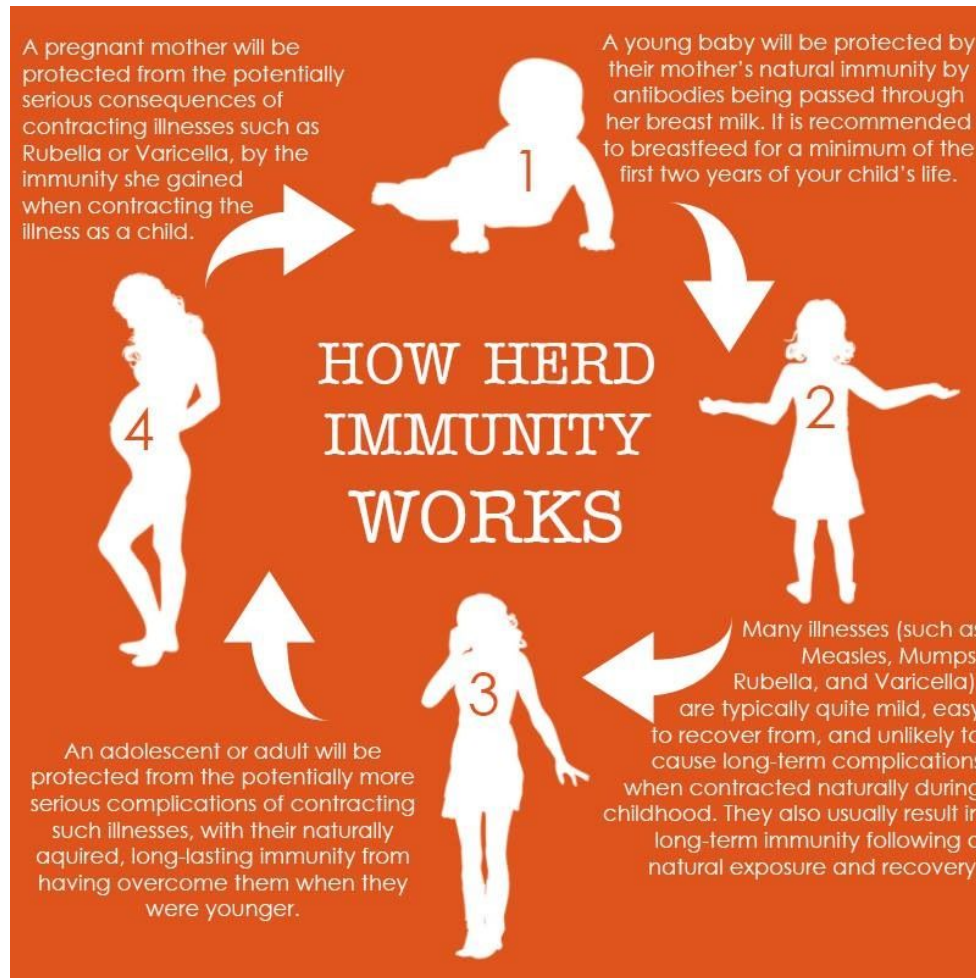 A pregnant mother will be
protected from the potentially
serious consequences of
contracting illnesses such as
Rubella or Varicella, by the
immunity she gained
when contracting the
illness as a child.
A young baby will be protected by
their mother's natural immunity by
antibodies being passed through
her breast milk. It is recommended
to breastfeed for a minimum of the
first two years of your child's life.
1
HOW HERD
IMMUNITY
WORKS
2
4
Many illnesses (such as
Measles, Mumps
Rubella, and Varicella)
are typically quite mild, easy
to recover from, and unlikely to
cause long-term complications
when contracted naturally during
childhood. They also usually result in
long-term immunity following a
natural exposure and recovery
3
An adolescent or adult will be
protected from the potentially more
serious complications of contracting
such illnesses, with their naturally
aquired, long-lasting immunity from
having overcome them when they
were younger.